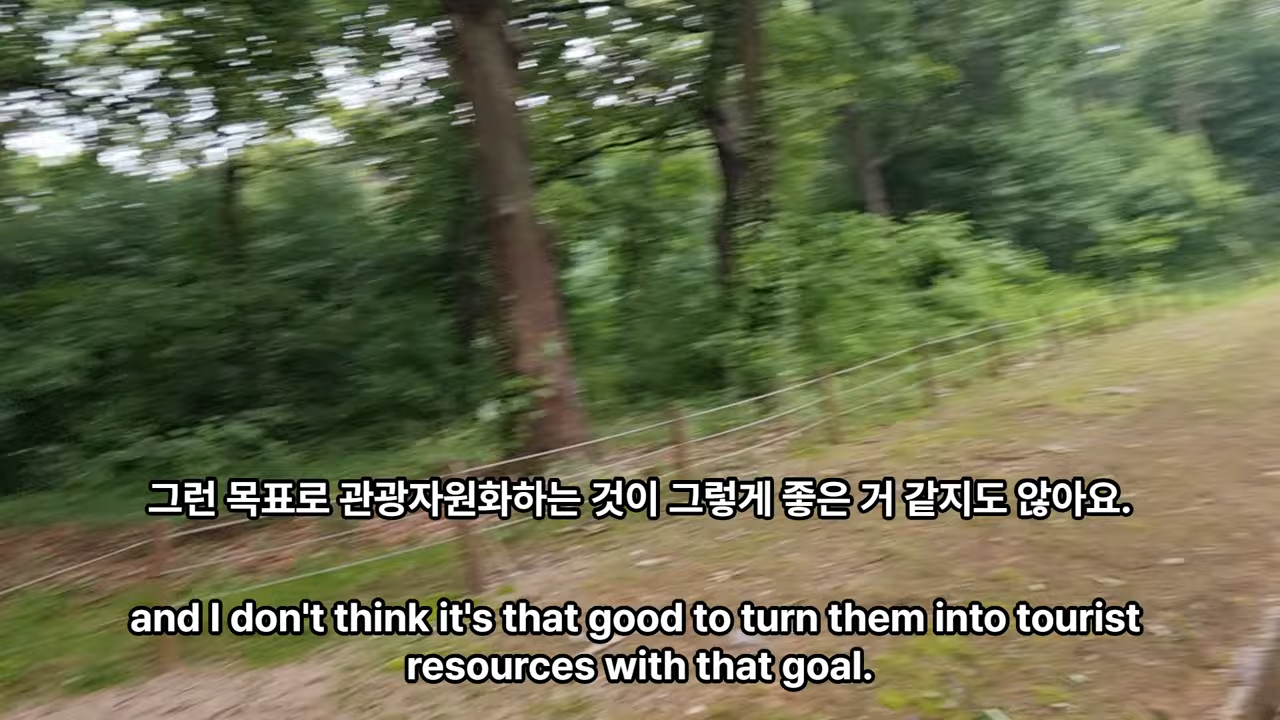 그런 목표로 관광자원화하는 것이 그렇게 좋은 거 같지도 않아요.
and I don't think it's that good to turn them into tourist
resources with that goal.